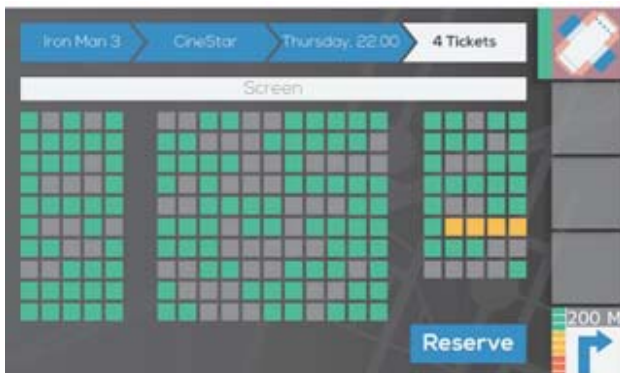 Iron Man 3 CineStar Thursday, 22.00 4 Tickets
Screen
Reserve
200 M